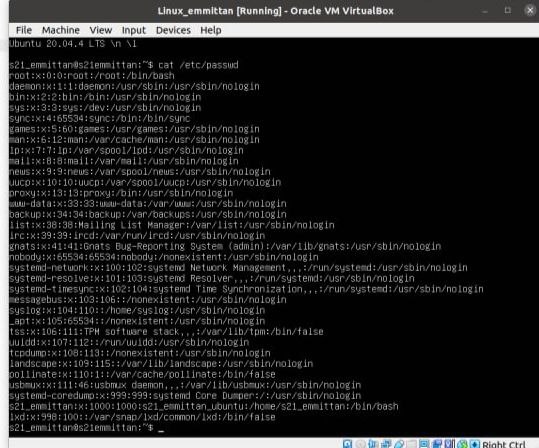 Linux_emmittan [Running] - Oracle VM VirtualBox
File Machine View Input Devices Help
Ubuntu 20.04.4 LTS \n \l
s21_emmittan@s21emmittan:~$ cat /etc/passwd
root:x:0:0:root:/root:/bin/bash
daemon:x:1:1:daemon:/usr/sbin:/usr/sbin/nologin
bin:x:2:2:bin:/bin:/usr/sbin/nologin
sys:x:3:3:sys:/dev:/usr/sbin/nologin
sync:x:4:65534:sync:/bin:/bin/sync
games:x:5:60:games:/usr/games:/usr/sbin/nologin
man:x:6:12:man:/var/cache/man:/usr/sbin/nologin
lp:x:7:7:lp:/var/spool/lpd:/usr/sbin/nologin
mail:x:8:8:mail:/var/mail:/usr/sbin/nologin
news:x:9:9:news:/var/spool/news:/usr/sbin/nologin
uucp:x:10:10:uucp:/var/spool/uucp:/usr/sbin/nologin
proxy:x:13:13:proxy:/bin:/usr/sbin/nologin
www-data:x:33:33:www-data:/var/www:/usr/sbin/nologin
backup:x:34:34:backup:/var/backups:/usr/sbin/nologin
list:x:38:38:Mailing List Manager:/var/list:/usr/sbin/nologin
irc:x:39:39:ircd:/var/run/ircd:/usr/sbin/nologin
gnats:x:41:41:Gnats Bug-Reporting System (admin):/var/lib/gnats:/usr/sbin/nologin
nobody:x:65534:65534:nobody:/nonexistent:/usr/sbin/nologin
systemd-network:x:100:102:systemd Network Management,,,:/run/systemd:/usr/sbin/nologin
systemd-resolve:x:101:103:systemd Resolver,,,:/run/systemd:/usr/sbin/nologin
systemd-timesync:x:102:104:systemd Time Synchronization,,,:/run/systemd:/usr/sbin/nologin
messagebus:x:103:106::/nonexistent:/usr/sbin/nologin
syslog:x:104:110::/home/syslog:/usr/sbin/nologin
_apt:x:105:65534::/nonexistent:/usr/sbin/nologin
tss:x:106:111:TPM software stack,,,:/var/lib/tpm:/bin/false
uuidd:x:107:112::/run/uuidd:/usr/sbin/nologin
tcpdump:x:108:113::/nonexistent:/usr/sbin/nologin
landscape:x:109:115::/var/lib/landscape:/usr/sbin/nologin
pollinate:x:110:1::/var/cache/pollinate:/bin/false
usbmux:x:111:46:usbmux daemon,,,:/var/lib/usbmux:/usr/sbin/nologin
systemd-coredump:x:999:999:systemd Core Dumper:/:/usr/sbin/nologin
s21_emmittan:x:1000:1000:s21_emmittan_ubuntu:/home/s21_emmittan:/bin/bash
lxd:x:998:100::/var/snap/lxd/common/lxd:/bin/false
s21_emmittan@s21emmittan:~$ _
Right Ctrl